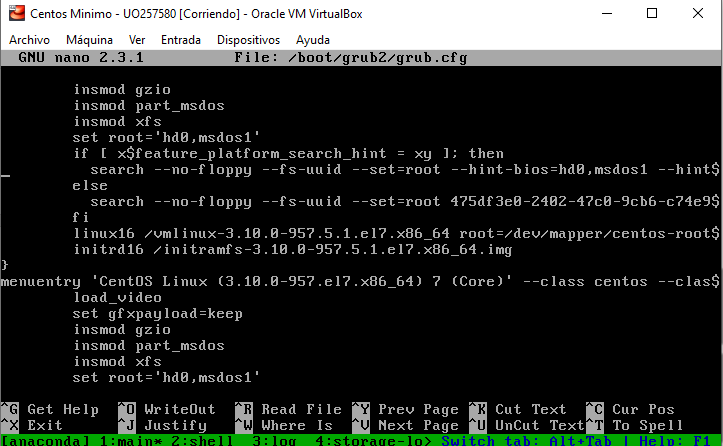 Centos Minimo - UO257580 [Corriendo] - Oracle VM VirtualBox
Archivo Máquina Ver Entrada Dispositivos Ayuda
GNU nano 2.3.1 File: /boot/grub2/grub.cfg
insmod gzio
insmod part_msdos
insmod xfs
set root='hd0,msdos1'
if [ x$feature_platform_search_hint = xy ]; then
search --no-floppy --fs-uuid --set=root --hint-bios=hd0,msdos1 --hint$
else
search --no-floppy --fs-uuid --set=root 475df3e0-2402-47c0-9cb6-c74e9$
fi
linux16 /vmlinux-3.10.0-957.5.1.el7.x86_64 root=/dev/mapper/centos-root$
initrd16 /initramfs-3.10.0-957.5.1.el7.x86_64.img
}
menuentry 'CentOS Linux (3.10.0-957.el7.x86_64) 7 (Core)' --class centos --clas$
load_video
set gfxpayload=keep
insmod gzio
insmod part_msdos
insmod xfs
set root='hd0,msdos1'
^G Get Help ^O WriteOut ^R Read File ^Y Prev Page ^K Cut Text ^C Cur Pos
^X Exit ^J Justify ^W Where Is ^V Next Page ^U UnCut Text ^T To Spell
[anaconda] 1:main* 2:shell 3:log 4:storage-lo> Switch tab: Alt+Tab | Help: F1